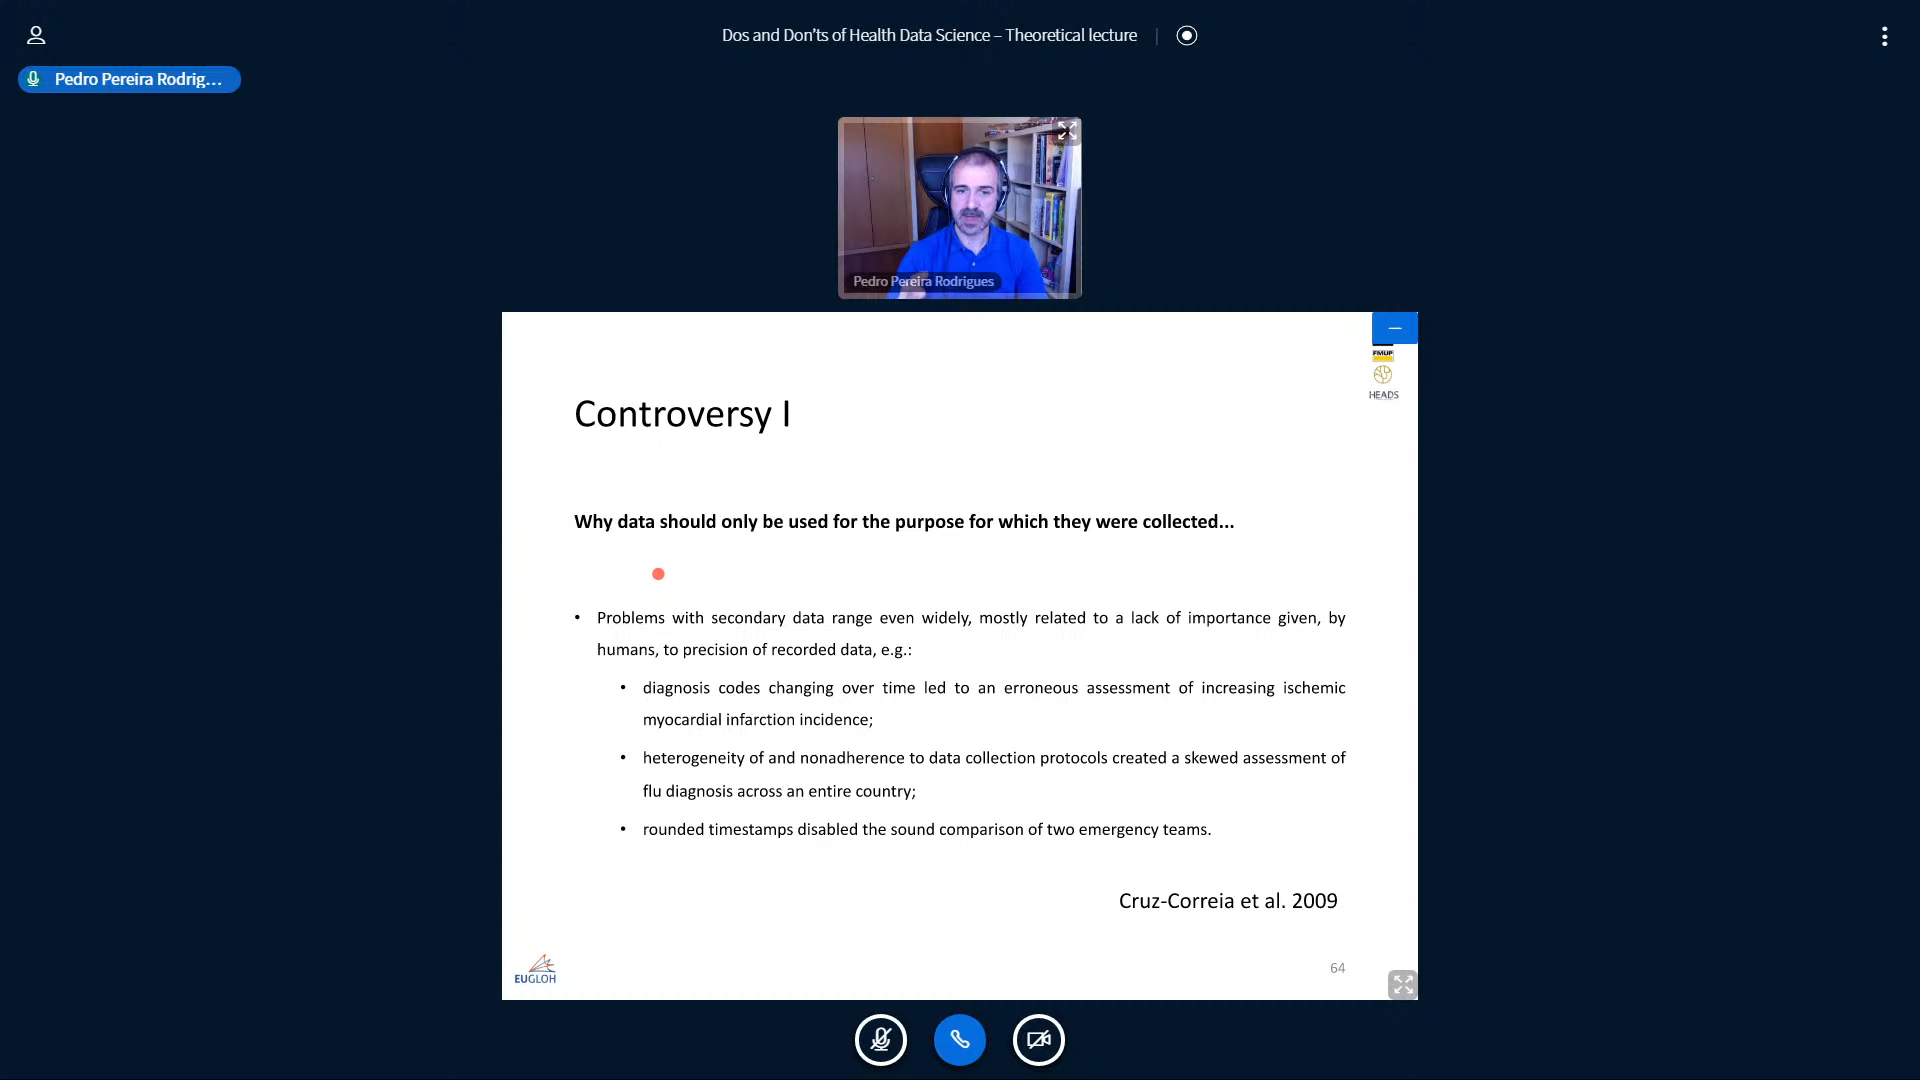 Dos and Don'ts of Health Data Science – Theoretical lecture
Pedro Pereira Rodrig...
Pedro Pereira Rodrigues
FMUP
HEADS
Controversy I
Why data should only be used for the purpose for which they were collected...
• Problems with secondary data range even widely, mostly related to a lack of importance given, by
humans, to precision of recorded data, e.g.:
• diagnosis codes changing over time led to an erroneous assessment of increasing ischemic
myocardial infarction incidence;
• heterogeneity of and nonadherence to data collection protocols created a skewed assessment of
flu diagnosis across an entire country;
• rounded timestamps disabled the sound comparison of two emergency teams.
Cruz-Correia et al. 2009
EUGLOH
64